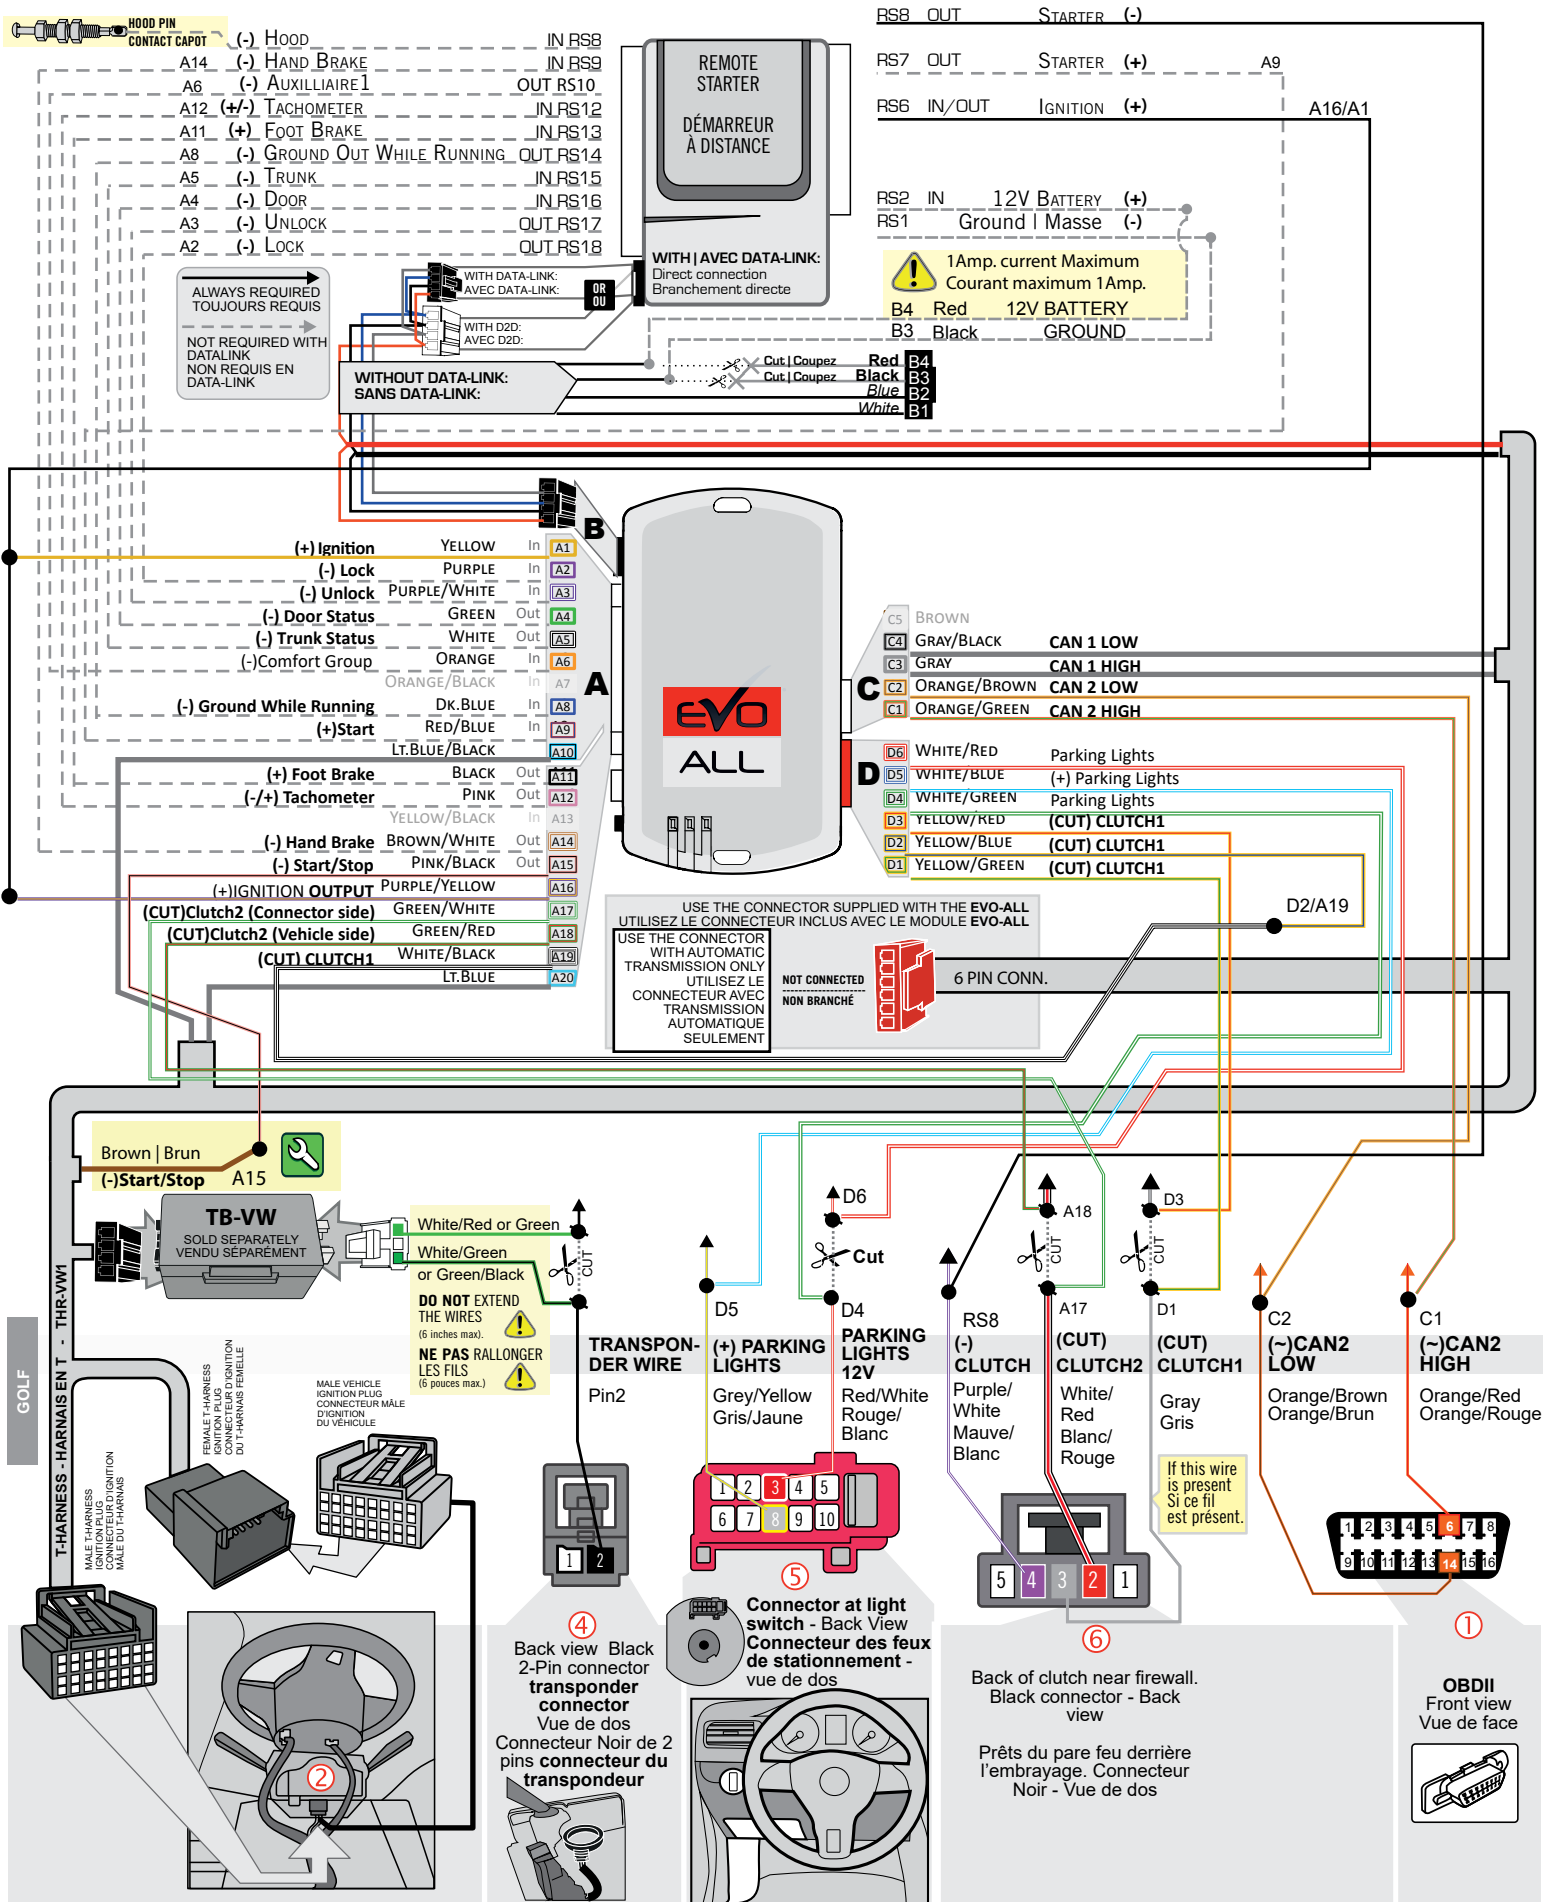 HOOD PIN
CONTACT CAPOT
(-) HOOD IN RS8
A14 (-) HAND BRAKE IN RS9
A6 (-) AUXILLIAIRE1 OUT RS10
A12 (+/-) TACHOMETER IN RS12
A11 (+) FOOT BRAKE IN RS13
A8 (-) GROUND OUT WHILE RUNNING OUT RS14
A5 (-) TRUNK IN RS15
A4 (-) DOOR IN RS16
A3 (-) UNLOCK OUT RS17
A2 (-) LOCK OUT RS18
REMOTE
STARTER
DÉMARREUR
À DISTANCE
WITH | AVEC DATA-LINK:
Direct connection
Branchement directe
RS8 OUT STARTER (-)
RS7 OUT STARTER (+) A9
RS6 IN/OUT IGNITION (+) A16/A1
RS2 IN 12V BATTERY (+)
RS1 Ground | Masse (-)
1Amp. current Maximum
Courant maximum 1Amp.
B4 Red 12V BATTERY
B3 Black GROUND
ALWAYS REQUIRED
TOUJOURS REQUIS
NOT REQUIRED WITH
DATALINK
NON REQUIS EN
DATA-LINK
WITH DATA-LINK:
AVEC DATA-LINK:
OR
OU
WITH D2D:
AVEC D2D:
WITHOUT DATA-LINK:
SANS DATA-LINK:
Cut | Coupez Red B4
Cut | Coupez Black B3
Blue B2
White B1
B
(+) Ignition YELLOW In A1
(-) Lock PURPLE In A2
(-) Unlock PURPLE/WHITE In A3
(-) Door Status GREEN Out A4
(-) Trunk Status WHITE Out A5
(-)Comfort Group ORANGE In A6
ORANGE/BLACK In A7
(-) Ground While Running DK.BLUE In A8
(+)Start RED/BLUE In A9
LT.BLUE/BLACK A10
(+) Foot Brake BLACK Out A11
(-/+) Tachometer PINK Out A12
YELLOW/BLACK In A13
(-) Hand Brake BROWN/WHITE Out A14
(-) Start/Stop PINK/BLACK Out A15
(+)IGNITION OUTPUT PURPLE/YELLOW A16
(CUT)Clutch2 (Connector side) GREEN/WHITE A17
(CUT)Clutch2 (Vehicle side) GREEN/RED A18
(CUT) CLUTCH1 WHITE/BLACK A19
LT.BLUE A20
A
EVO
ALL
C
C5 BROWN
C4 GRAY/BLACK CAN 1 LOW
C3 GRAY CAN 1 HIGH
C2 ORANGE/BROWN CAN 2 LOW
C1 ORANGE/GREEN CAN 2 HIGH
D
D6 WHITE/RED Parking Lights
D5 WHITE/BLUE (+) Parking Lights
D4 WHITE/GREEN Parking Lights
D3 YELLOW/RED (CUT) CLUTCH1
D2 YELLOW/BLUE (CUT) CLUTCH1
D1 YELLOW/GREEN (CUT) CLUTCH1
D2/A19
USE THE CONNECTOR SUPPLIED WITH THE EVO-ALL
UTILISEZ LE CONNECTEUR INCLUS AVEC LE MODULE EVO-ALL
USE THE CONNECTOR
WITH AUTOMATIC
TRANSMISSION ONLY
UTILISEZ LE
CONNECTEUR AVEC
TRANSMISSION
AUTOMATIQUE
SEULEMENT
NOT CONNECTED
NON BRANCHÉ
6 PIN CONN.
Brown | Brun
(-)Start/Stop A15
TB-VW
SOLD SEPARATELY
VENDU SÉPARÉMENT
White/Red or Green
White/Green
or Green/Black
DO NOT EXTEND
THE WIRES
(6 inches max).
NE PAS RALLONGER
LES FILS
(6 pouces max.)
CUT
D6
Cut
D5
D4
A18
CUT
A17
D3
CUT
D1
RS8
C2
C1
GOLF
T-HARNESS - HARNAIS EN T - THR-VW1
TRANSPON-
DER WIRE
Pin2
(+) PARKING
LIGHTS
Grey/Yellow
Gris/Jaune
PARKING
LIGHTS
12V
Red/White
Rouge/
Blanc
(-)
CLUTCH
Purple/
White
Mauve/
Blanc
(CUT)
CLUTCH2
White/
Red
Blanc/
Rouge
(CUT)
CLUTCH1
Gray
Gris
If this wire
is present
Si ce fil
est présent.
(~)CAN2
LOW
Orange/Brown
Orange/Brun
(~)CAN2
HIGH
Orange/Red
Orange/Rouge
MALE VEHICLE
IGNITION PLUG
CONNECTEUR MÂLE
D'IGNITION
DU VÉHICULE
FEMALE T-HARNESS
IGNITION PLUG
CONNECTEUR D'IGNITION
DU T-HARNAIS FEMELLE
MALE T-HARNESS
IGNITION PLUG
CONNECTEUR D'IGNITION
MÂLE DU T-HARNAIS
1 2
1 2 3 4 5
6 7 8 9 10
5 4 3 2 1
1 2 3 4 5 6 7 8
9 10 11 12 13 14 15 16
2
4
Back view Black
2-Pin connector
transponder
connector
Vue de dos
Connecteur Noir de 2
pins connecteur du
transpondeur
5
Connector at light
switch - Back View
Connecteur des feux
de stationnement -
vue de dos
6
Back of clutch near firewall.
Black connector - Back
view
Prêts du pare feu derrière
l'embrayage. Connecteur
Noir - Vue de dos
1
OBDII
Front view
Vue de face